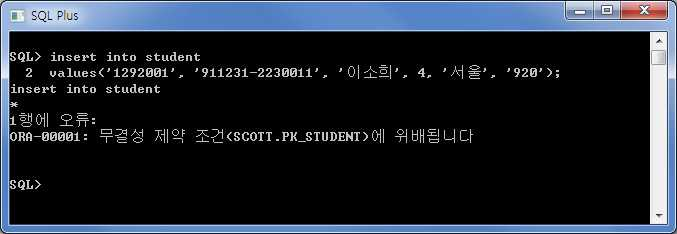 SQL Plus
SQL> insert into student
2 values('1292001', '911231-2230011', '이소희', 4, '서울', '920');
insert into student
*
1행에 오류:
ORA-00001: 무결성 제약 조건(SCOTT.PK_STUDENT)에 위배됩니다
SQL>